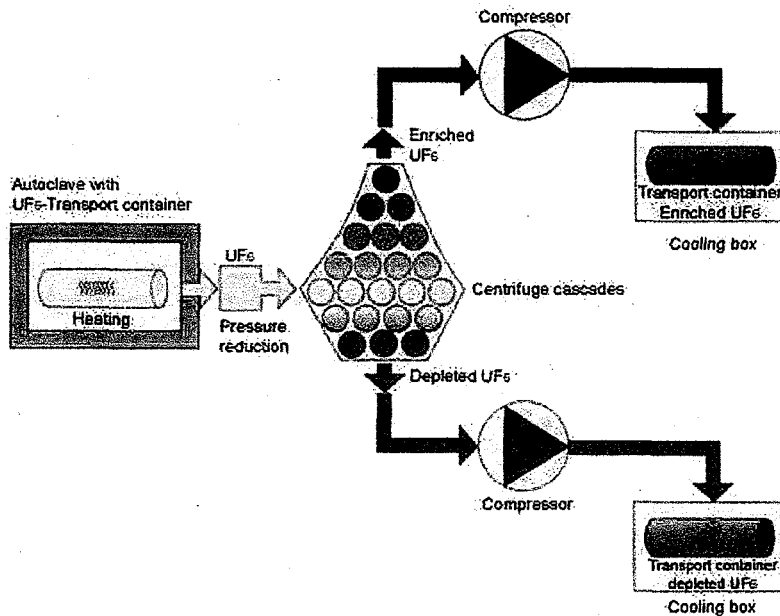 Compressor
Enriched
UF6
Autoclave with
UF6-Transport container
Transport container
Enriched UF6
Cooling box
UF6
Heating
Pressure
reduction
Centrifuge cascades
Depleted UF6
Compressor
Transport container
depleted UF6
Cooling box